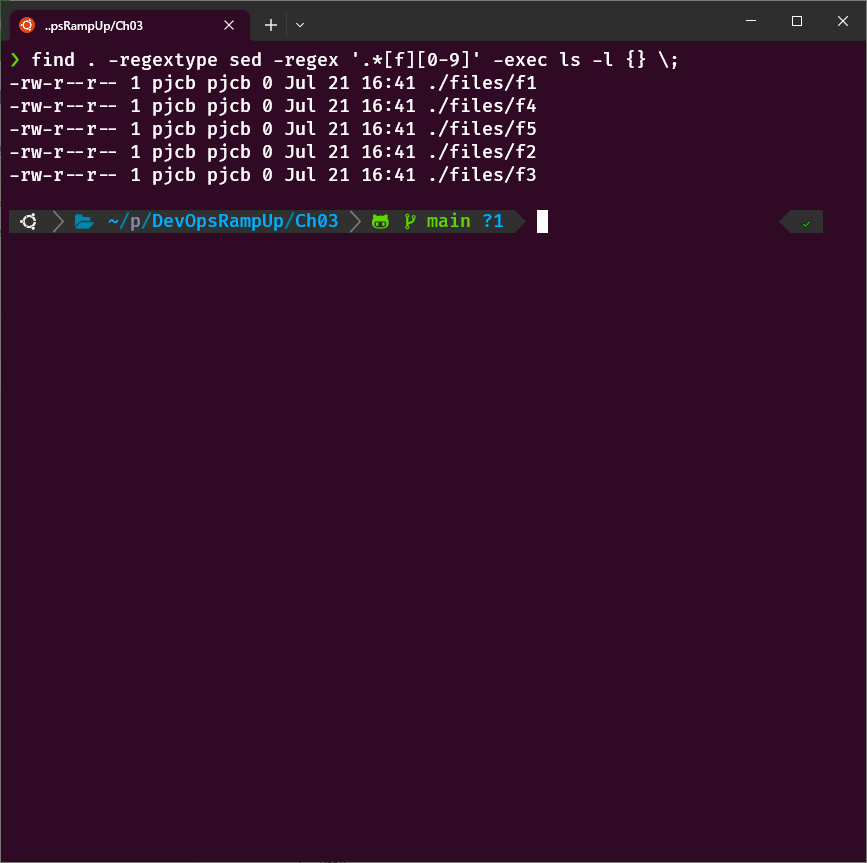 ..psRampUp/Ch03
❯ find . -regextype sed -regex '.*[f][0-9]' -exec ls -l {} \;
-rw-r--r-- 1 pjcb pjcb 0 Jul 21 16:41 ./files/f1
-rw-r--r-- 1 pjcb pjcb 0 Jul 21 16:41 ./files/f4
-rw-r--r-- 1 pjcb pjcb 0 Jul 21 16:41 ./files/f5
-rw-r--r-- 1 pjcb pjcb 0 Jul 21 16:41 ./files/f2
-rw-r--r-- 1 pjcb pjcb 0 Jul 21 16:41 ./files/f3
~/p/DevOpsRampUp/Ch03 main ?1 ✓